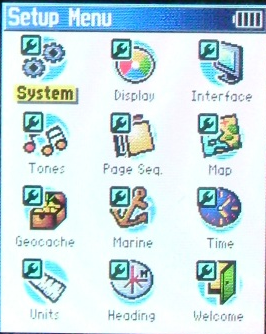 Setup Menu
System Display Interface
Tones Page Seq. Map
Geocache Marine Time
Units Heading Welcome